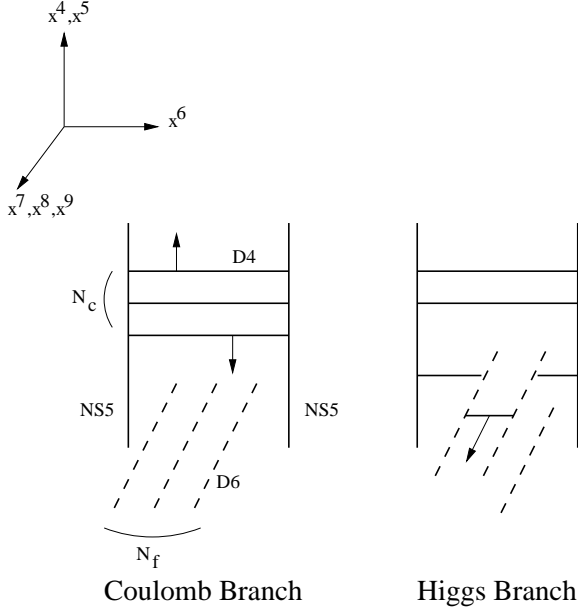 x^4,x^5
x^6
x^7,x^8,x^9
D4
N_c
NS5
NS5
D6
N_f
Coulomb Branch
Higgs Branch